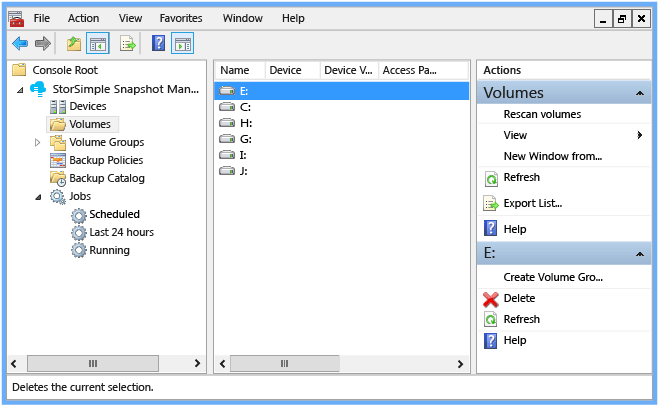 File Action View Favorites Window Help
Console Root
StorSimple Snapshot Man...
Devices
Volumes
Volume Groups
Backup Policies
Backup Catalog
Jobs
Scheduled
Last 24 hours
Running
Name Device Device V... Access Pa...
E:
C:
H:
G:
I:
J:
Actions
Volumes
Rescan volumes
View
New Window from...
Refresh
Export List...
Help
E:
Create Volume Gro...
Delete
Refresh
Help
Deletes the current selection.